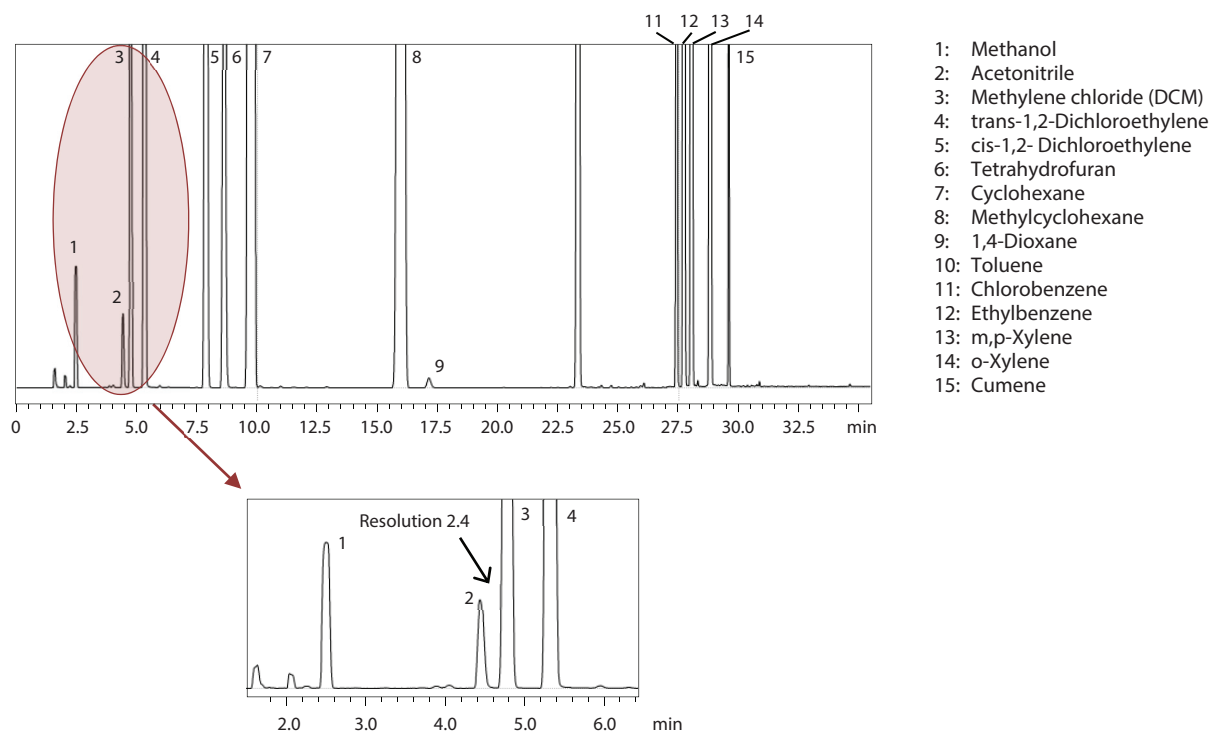 11 12 13 14
3 4 5 6 7 8 15
1
2
9
0 2.5 5.0 7.5 10.0 12.5 15.0 17.5 20.0 22.5 25.0 27.5 30.0 32.5 min
1: Methanol
2: Acetonitrile
3: Methylene chloride (DCM)
4: trans-1,2-Dichloroethylene
5: cis-1,2- Dichloroethylene
6: Tetrahydrofuran
7: Cyclohexane
8: Methylcyclohexane
9: 1,4-Dioxane
10: Toluene
11: Chlorobenzene
12: Ethylbenzene
13: m,p-Xylene
14: o-Xylene
15: Cumene
Resolution 2.4
3 4
1
2
2.0 3.0 4.0 5.0 6.0 min